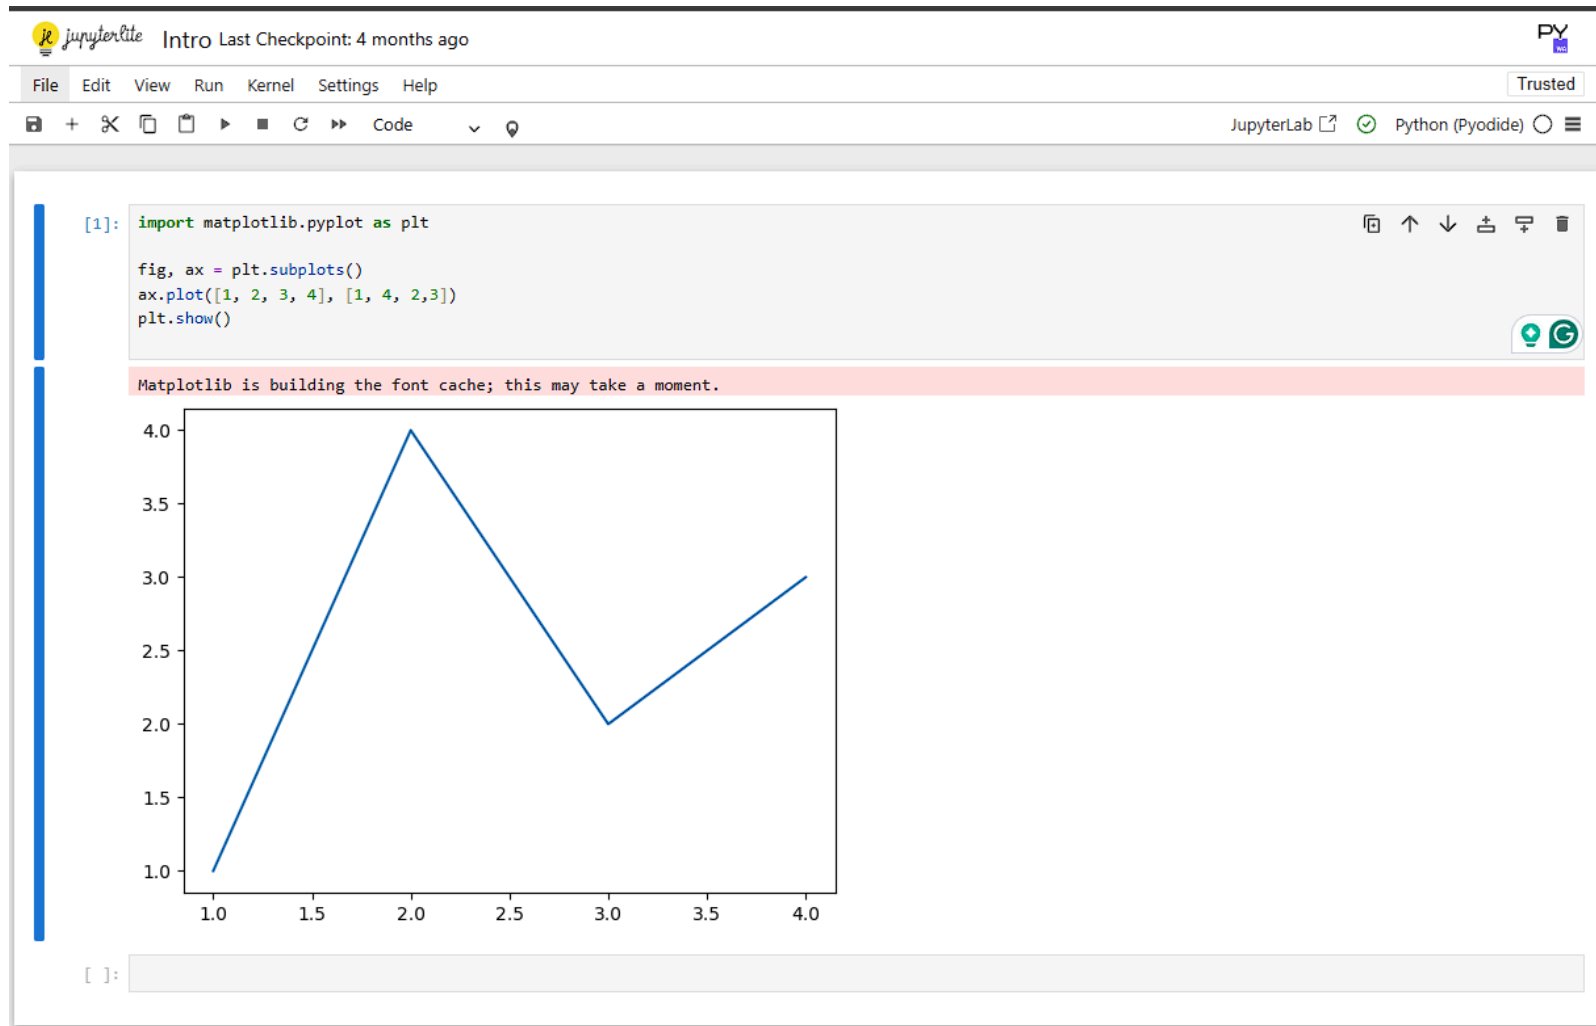 jupyterlite Intro Last Checkpoint: 4 months ago PY
File Edit View Run Kernel Settings Help Trusted
Code JupyterLab Python (Pyodide)
[1]: import matplotlib.pyplot as plt
fig, ax = plt.subplots()
ax.plot([1, 2, 3, 4], [1, 4, 2,3])
plt.show()
Matplotlib is building the font cache; this may take a moment.
4.0
3.5
3.0
2.5
2.0
1.5
1.0
1.0 1.5 2.0 2.5 3.0 3.5 4.0
[ ]: